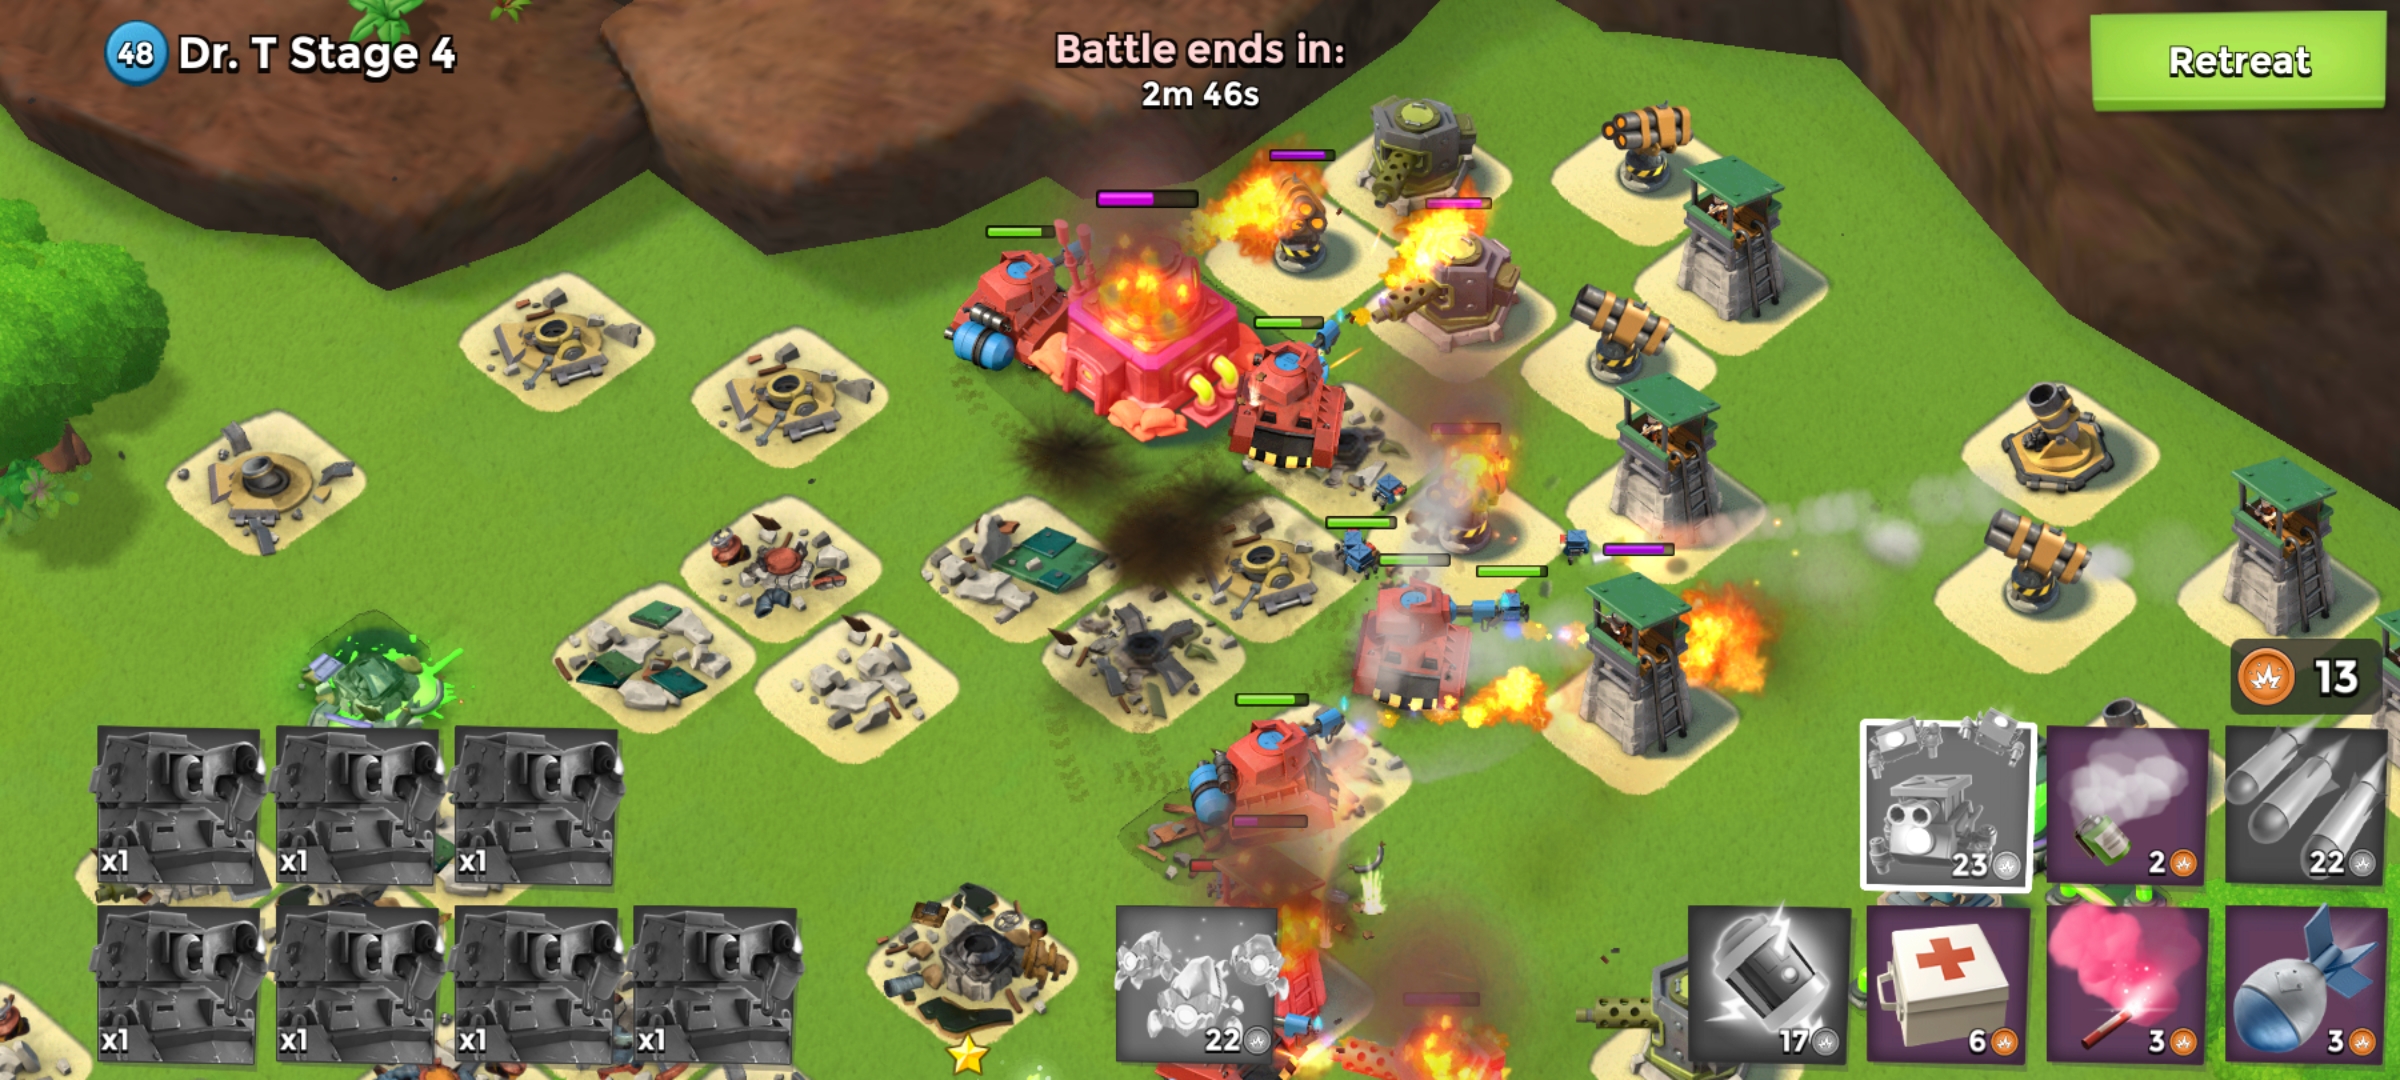 48 Dr. T Stage 4
Battle ends in:
2m 46s
Retreat
13
x1
x1
x1
23
2
22
x1
x1
x1
x1
22
17
6
3
3